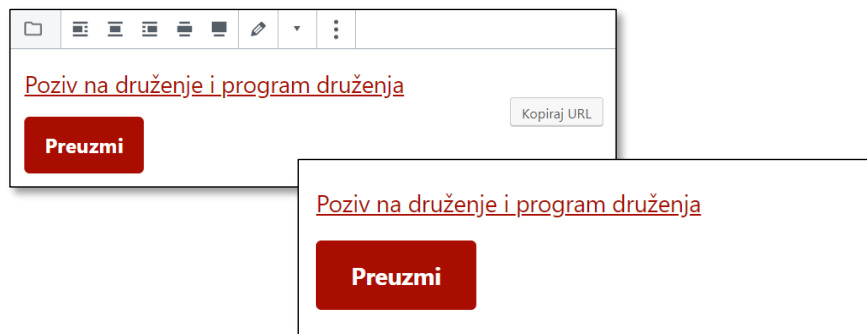 Poziv na druženje i program druženja
Kopiraj URL
Preuzmi
Poziv na druženje i program druženja
Preuzmi